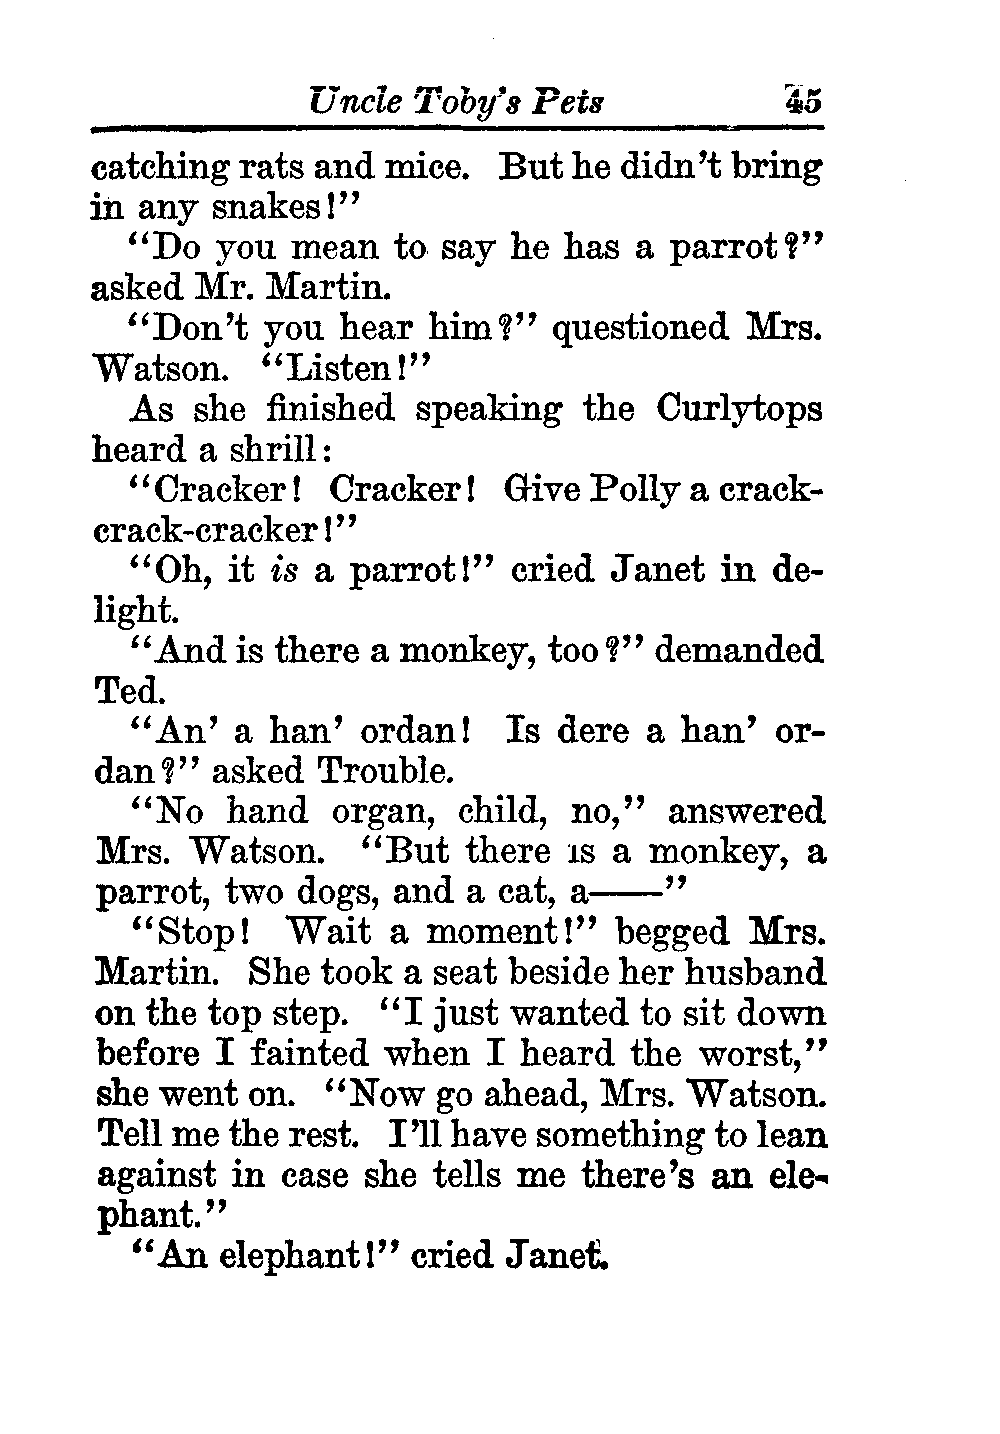 Uncle Toby's Pets 45
catching rats and mice. But he didn't bring
in any snakes!"
"Do you mean to say he has a parrot?"
asked Mr. Martin.
"Don't you hear him?" questioned Mrs.
Watson. "Listen!"
As she finished speaking the Curlytops
heard a shrill:
"Cracker! Cracker! Give Polly a crack-
crack-cracker!"
"Oh, it is a parrot!" cried Janet in de-
light.
"And is there a monkey, too?" demanded
Ted.
"An' a han' ordan! Is dere a han' or-
dan?" asked Trouble.
"No hand organ, child, no," answered
Mrs. Watson. "But there is a monkey, a
parrot, two dogs, and a cat, a——"
"Stop! Wait a moment!" begged Mrs.
Martin. She took a seat beside her husband
on the top step. "I just wanted to sit down
before I fainted when I heard the worst,"
she went on. "Now go ahead, Mrs. Watson.
Tell me the rest. I'll have something to lean
against in case she tells me there's an ele-
phant."
"An elephant!" cried Janet.